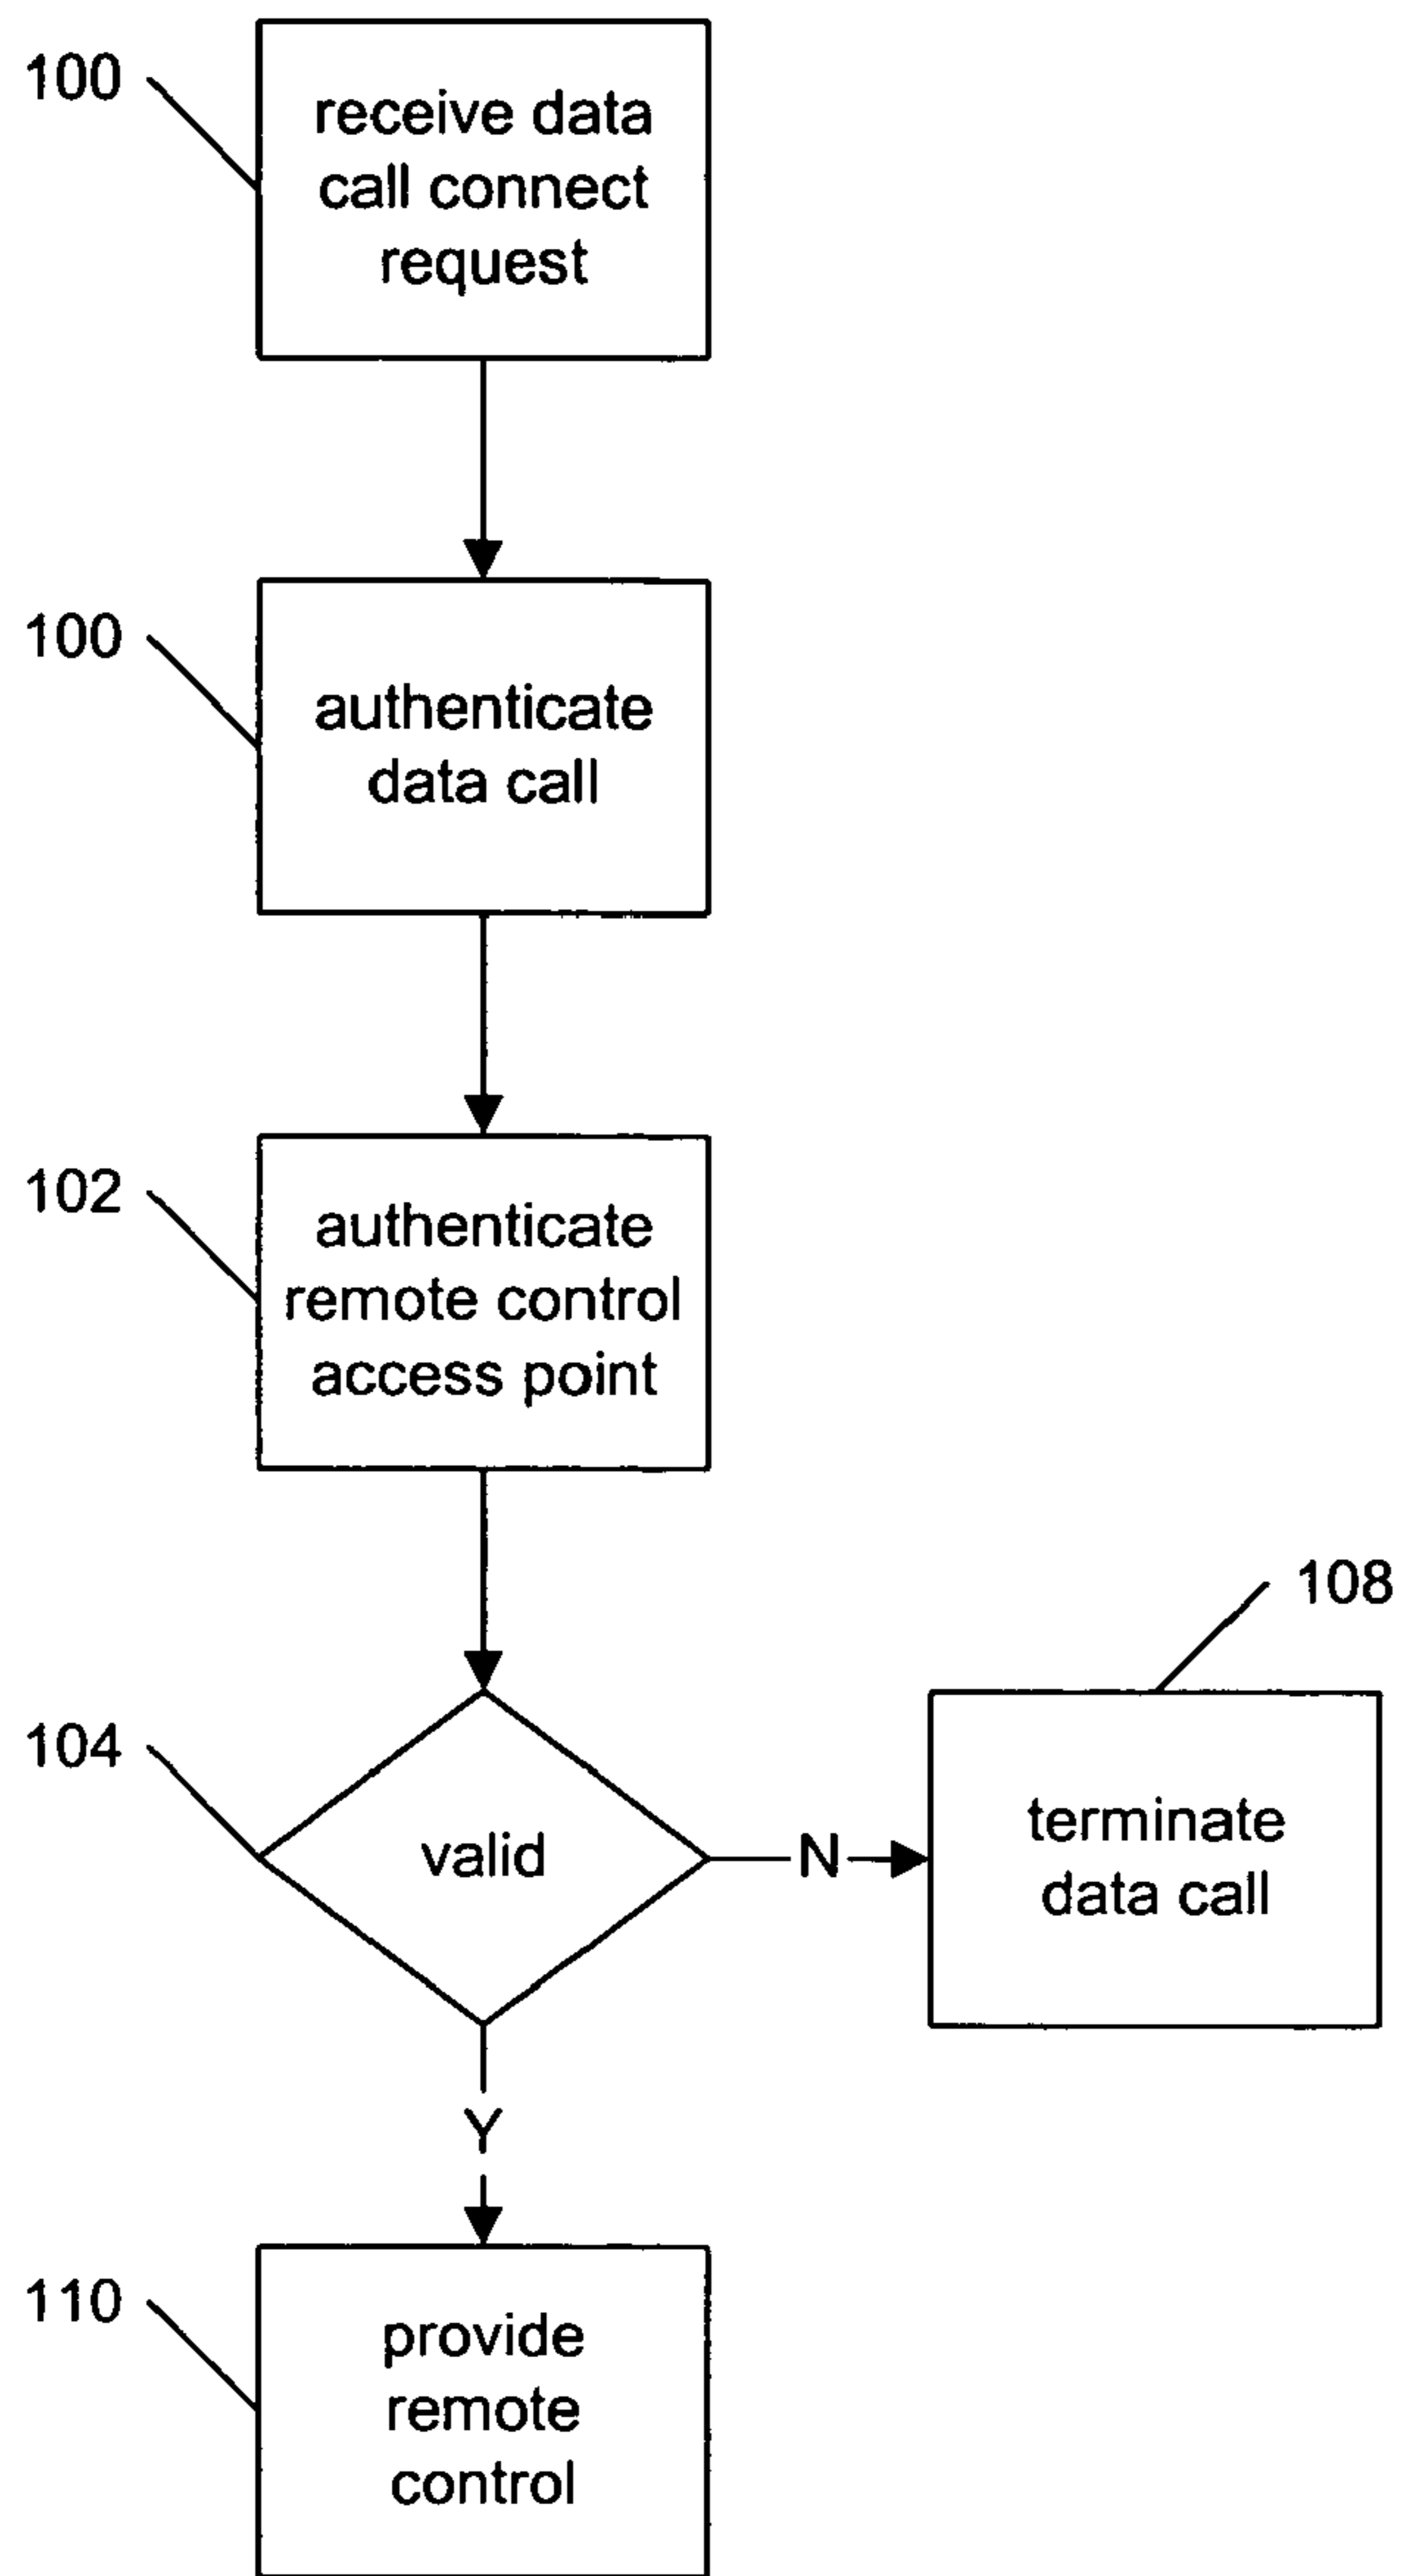 100
receive data
call connect
request
100
authenticate
data call
102
authenticate
remote control
access point
108
104
valid
N
terminate
data call
Y
110
provide
remote
control